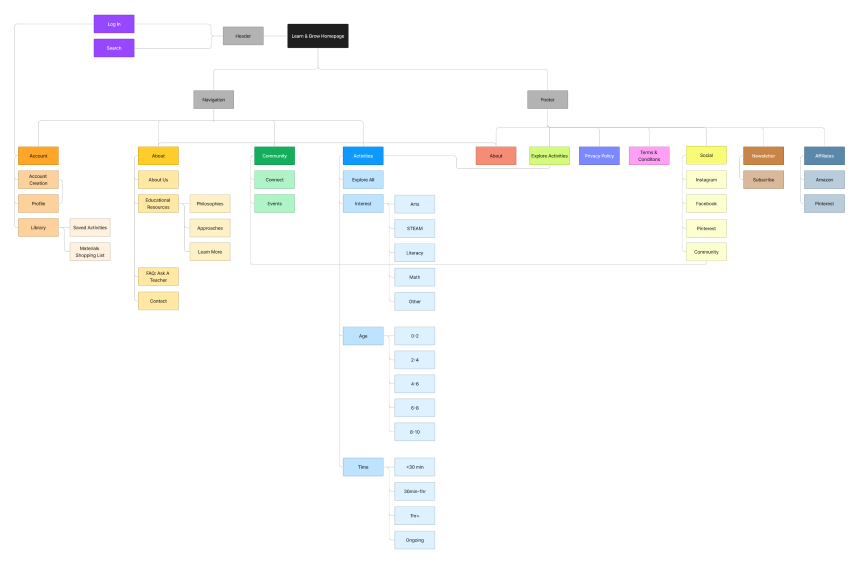 Log In
Search
Header
Learn & Grow Homepage
Navigation
Footer
Account
About
Community
Activities
About
Explore Activities
Privacy Policy
Terms &
Conditons
Social
Newsletter
Affiliates
Account
Creation
About Us
Connect
Explore All
Instagram
Subscribe
Amazon
Profile
Educational
Resources
Philosophies
Events
Interest
Arts
Facebook
Pinterest
Library
Saved Activities
Approaches
STEAM
Pinterest
Materials
Shopping List
Learn More
Literacy
Community
FAQ: Ask A
Teacher
Math
Contact
Other
Age
0-2
2-4
4-6
6-8
8-10
Time
<30 min
30min-1hr
1hr+
Ongoing